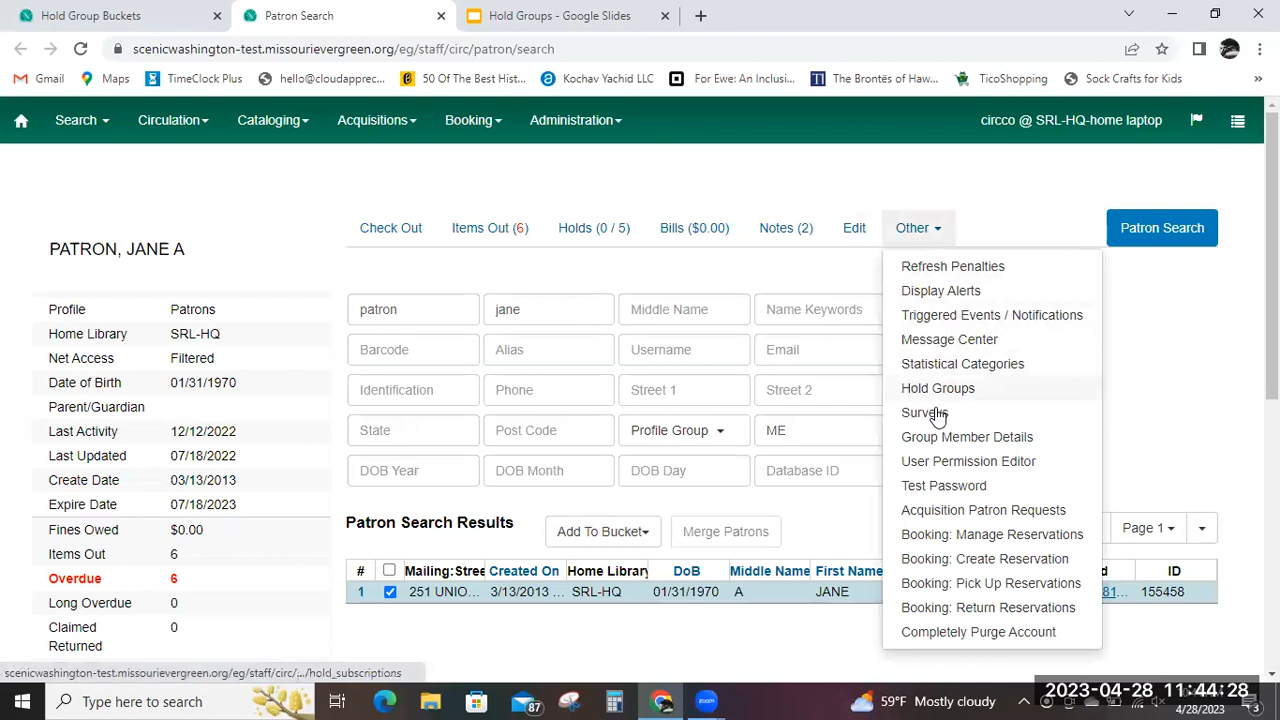 Hold Group Buckets
Patron Search
Hold Groups - Google Slides
scenicwashington-test.missourievergreen.org/eg/staff/circ/patron/search
Gmail
Maps
TimeClock Plus
hello@cloudapprec...
50 Of The Best Hist...
Kochav Yachid LLC
For Ewe: An Inclusi...
The Brontës of Haw...
TicoShopping
Sock Crafts for Kids
Search
Circulation
Cataloging
Acquisitions
Booking
Administration
circco @ SRL-HQ-home laptop
PATRON, JANE A
Check Out
Items Out (6)
Holds (0 / 5)
Bills ($0.00)
Notes (2)
Edit
Other
Patron Search
Profile Patrons
Home Library SRL-HQ
Net Access Filtered
Date of Birth 01/31/1970
Parent/Guardian
Last Activity 12/12/2022
Last Updated 07/18/2022
Create Date 03/13/2013
Expire Date 07/18/2023
Fines Owed $0.00
Items Out 6
Overdue 6
Long Overdue 0
Claimed Returned 0
patron jane Middle Name Name Keywords
Barcode Alias Username Email
Identification Phone Street 1 Street 2
State Post Code Profile Group ME
DOB Year DOB Month DOB Day Database ID
Refresh Penalties
Display Alerts
Triggered Events / Notifications
Message Center
Statistical Categories
Hold Groups
Surveys
Group Member Details
User Permission Editor
Test Password
Acquisition Patron Requests
Booking: Manage Reservations
Booking: Create Reservation
Booking: Pick Up Reservations
Booking: Return Reservations
Completely Purge Account
Patron Search Results
Add To Bucket
Merge Patrons
Page 1
# Mailing:Stree Created On Home Library DoB Middle Name First Name d ID
1 251 UNIO... 3/13/2013 ... SRL-HQ 01/31/1970 A JANE 81... 155458
scenicwashington-test.missourievergreen.org/eg/staff/circ/.../hold_subscriptions
Type here to search
87
zoom
59°F Mostly cloudy
2023-04-28 11:44:28
4/28/2023
3